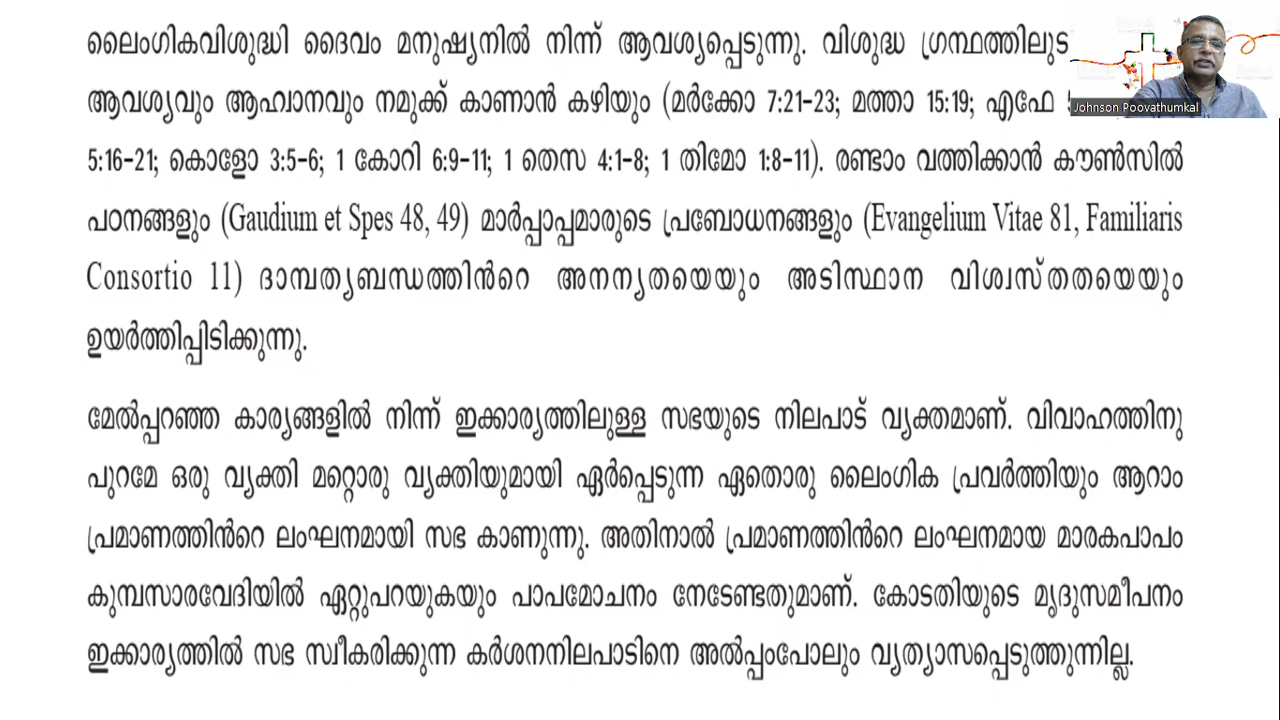 ലൈംഗികവിശുദ്ധി ദൈവം മനുഷ്യനിൽ നിന്ന് ആവശ്യപ്പെടുന്നു. വിശുദ്ധ ഗ്രന്ഥത്തിലുട
ആവശ്യവും ആഹ്വാനവും നമുക്ക് കാണാൻ കഴിയും (മർക്കോ 7:21-23; മത്താ 15:19; എഫേ
Johnson Poovathumkal
5:16-21; കൊളോ 3:5-6; 1 കോറി 6:9-11; 1 തെസ 4:1-8; 1 തിമോ 1:8-11). രണ്ടാം വത്തിക്കാൻ കൗൺസിൽ
പഠനങ്ങളും (Gaudium et Spes 48, 49) മാർപ്പാപ്പമാരുടെ പ്രബോധനങ്ങളും (Evangelium Vitae 81, Familiaris
Consortio 11) ദാമ്പത്യബന്ധത്തിൻറെ അനന്യതയെയും അടിസ്ഥാന വിശ്വസ്തതയെയും
ഉയർത്തിപ്പിടിക്കുന്നു.
മേൽപ്പറഞ്ഞ കാര്യങ്ങളിൽ നിന്ന് ഇക്കാര്യത്തിലുള്ള സഭയുടെ നിലപാട് വ്യക്തമാണ്. വിവാഹത്തിനു
പുറമേ ഒരു വ്യക്തി മറ്റൊരു വ്യക്തിയുമായി ഏർപ്പെടുന്ന ഏതൊരു ലൈംഗിക പ്രവർത്തിയും ആറാം
പ്രമാണത്തിൻറെ ലംഘനമായി സഭ കാണുന്നു. അതിനാൽ പ്രമാണത്തിൻറെ ലംഘനമായ മാരകപാപം
കുമ്പസാരവേദിയിൽ ഏറ്റുപറയുകയും പാപമോചനം നേടേണ്ടതുമാണ്. കോടതിയുടെ മൃദുസമീപനം
ഇക്കാര്യത്തിൽ സഭ സ്വീകരിക്കുന്ന കർശനനിലപാടിനെ അൽപ്പംപോലും വ്യത്യാസപ്പെടുത്തുന്നില്ല.